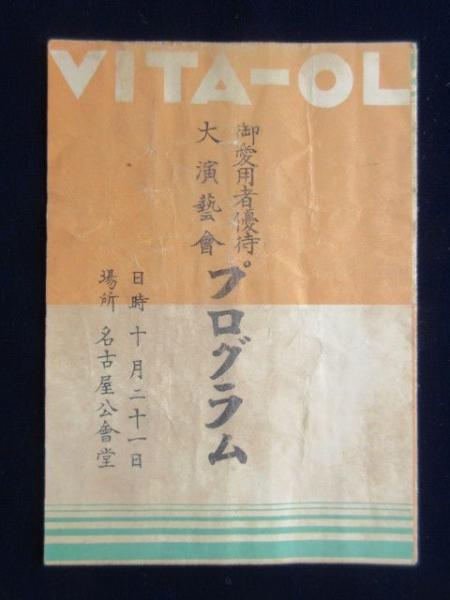 VITA-OL
御愛用者優待
大演藝會
プログラム
日時 十月二十一日
場所 名古屋公會堂